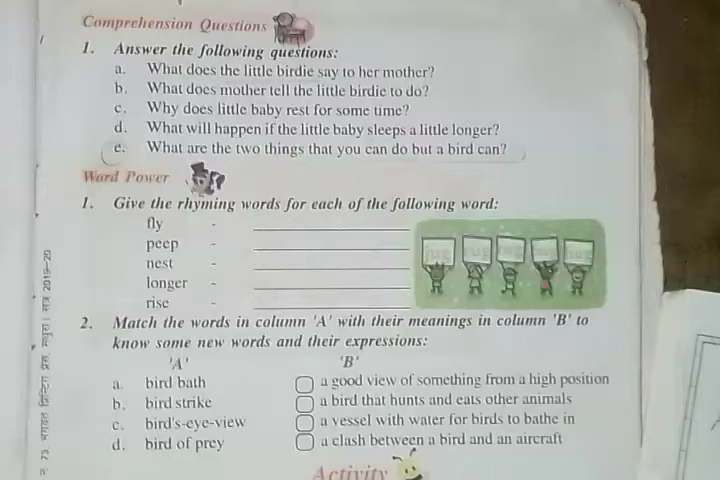 Comprehension Questions
1. Answer the following questions:
a. What does the little birdie say to her mother?
b. What does mother tell the little birdie to do?
c. Why does little baby rest for some time?
d. What will happen if the little baby sleeps a little longer?
e. What are the two things that you can do but a bird can?
Word Power
1. Give the rhyming words for each of the following word:
fly -
peep -
nest -
longer -
rise -
2. Match the words in column 'A' with their meanings in column 'B' to
know some new words and their expressions:
'A' 'B'
a. bird bath a good view of something from a high position
b. bird strike a bird that hunts and eats other animals
c. bird's-eye-view a vessel with water for birds to bathe in
d. bird of prey a clash between a bird and an aircraft
Activity
प्रिन्टिंग प्रेस, मथुरा। सत्र 2019-20